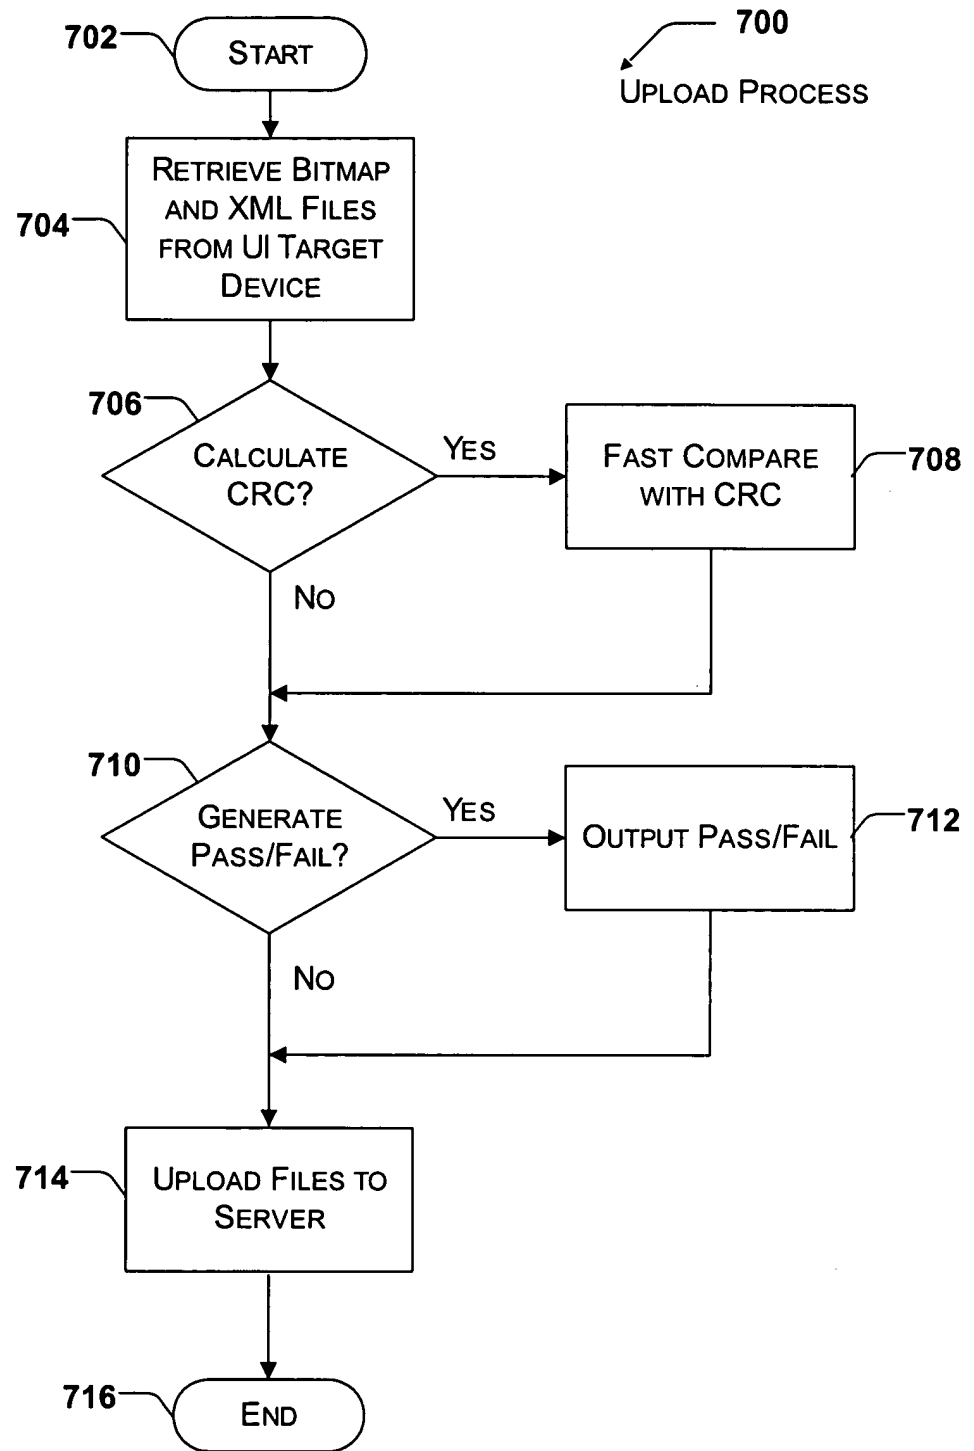 702
START
700
UPLOAD PROCESS
704
RETRIEVE BITMAP
AND XML FILES
FROM UI TARGET
DEVICE
706
CALCULATE
CRC?
YES
FAST COMPARE
WITH CRC
708
NO
710
GENERATE
PASS/FAIL?
YES
OUTPUT PASS/FAIL
712
NO
714
UPLOAD FILES TO
SERVER
716
END